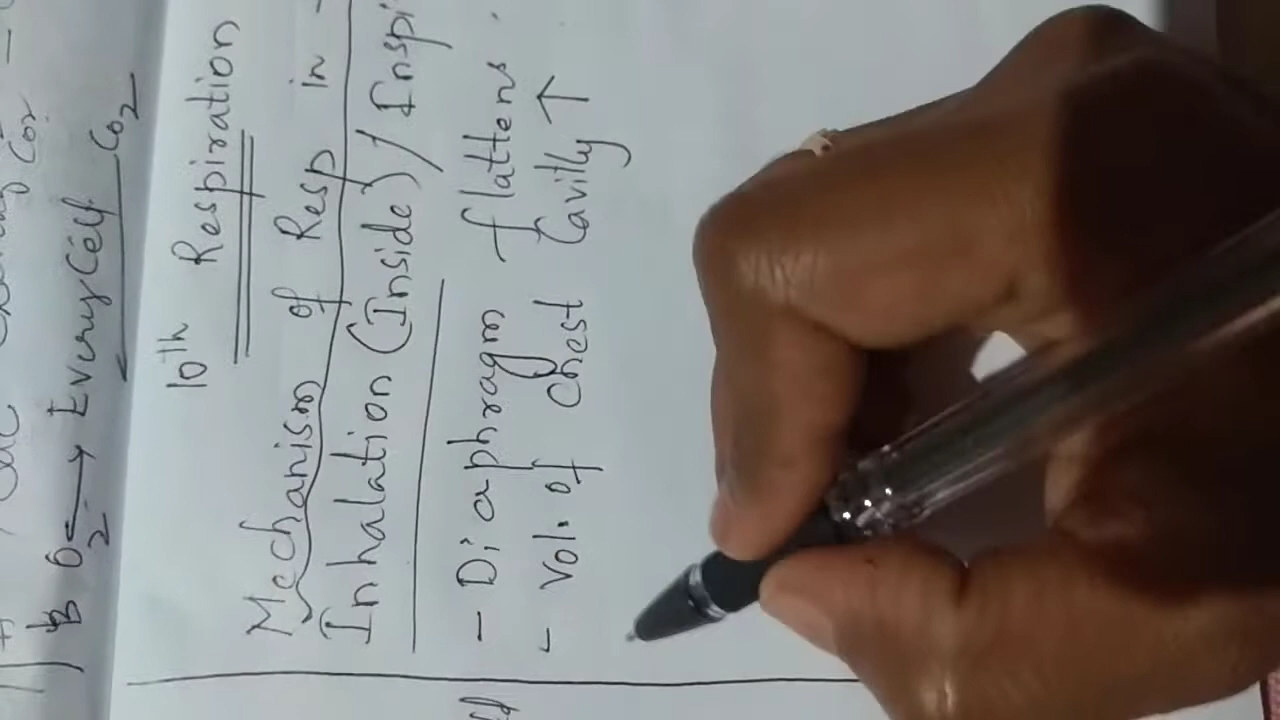 B O2 → Every Cell
CO2
10th Respiration
Mechanism of Resp in -
Inhalation (Inside) / Inspi
- Diaphragm flattens
- Vol. of chest Cavity ↑